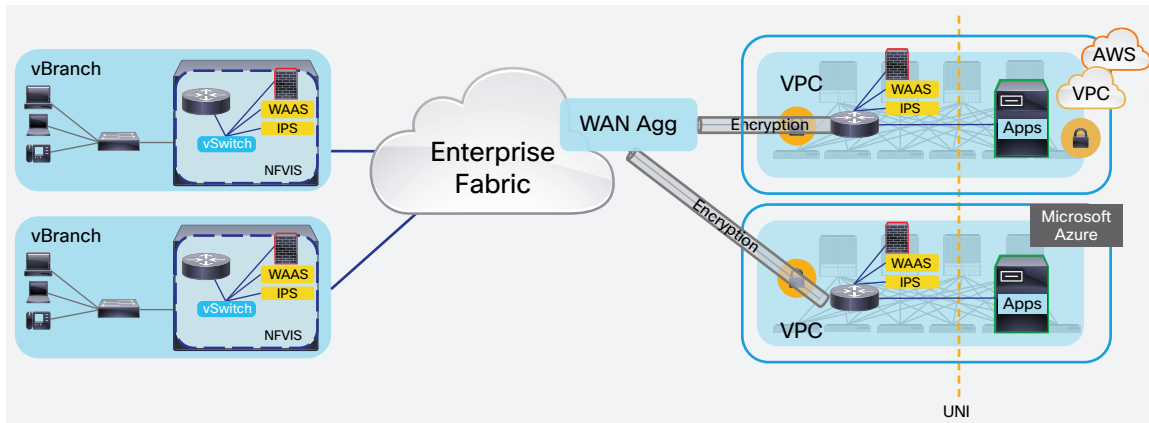 vBranch
WAAS
IPS
vSwitch
NFVIS
vBranch
WAAS
IPS
vSwitch
NFVIS
Enterprise
Fabric
WAN Agg
Encryption
Encryption
VPC
WAAS
IPS
Apps
AWS
VPC
Microsoft
Azure
WAAS
IPS
Apps
VPC
UNI